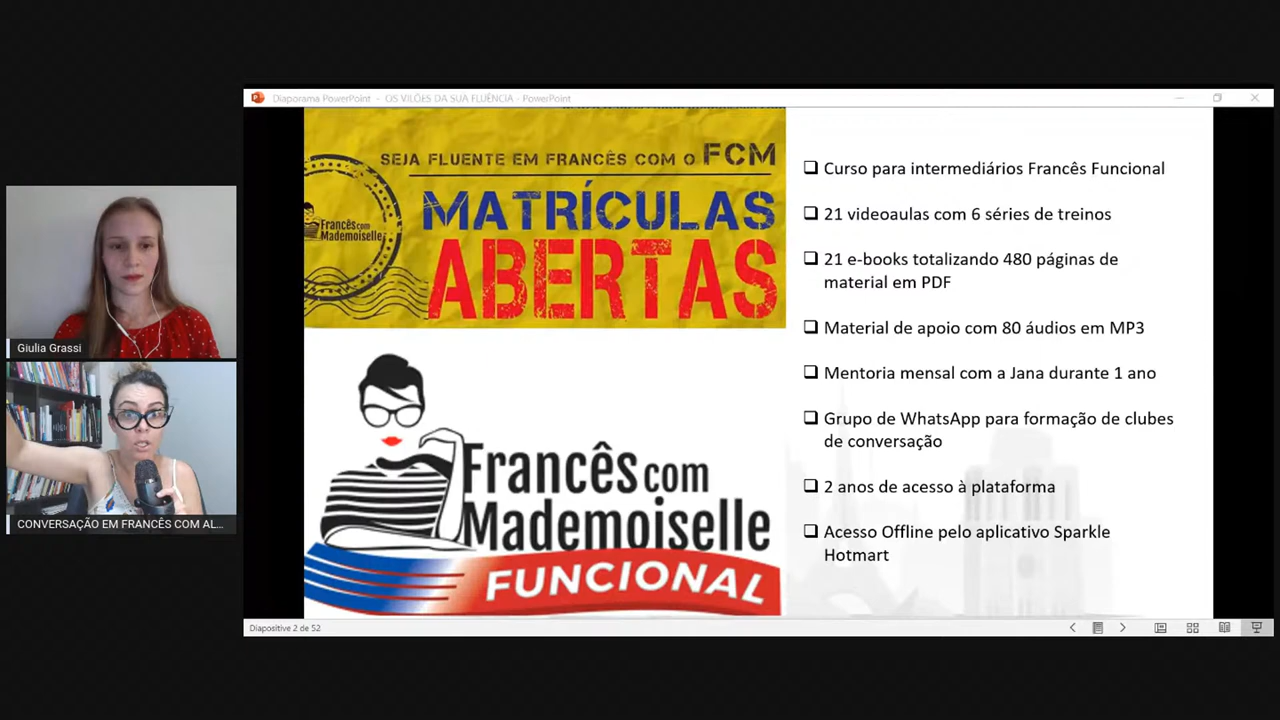 Diaporama PowerPoint - OS VILÕES DA SUA FLUÊNCIA - PowerPoint
SEJA FLUENTE EM FRANCÊS COM O FCM
MATRÍCULAS
ABERTAS
Francês com
Mademoiselle
Francês com
Mademoiselle
FUNCIONAL
Curso para intermediários Francês Funcional
21 videoaulas com 6 séries de treinos
21 e-books totalizando 480 páginas de
material em PDF
Material de apoio com 80 áudios em MP3
Mentoria mensal com a Jana durante 1 ano
Grupo de WhatsApp para formação de clubes
de conversação
2 anos de acesso à plataforma
Acesso Offline pelo aplicativo Sparkle
Hotmart
Giulia Grassi
CONVERSAÇÃO EM FRANCÊS COM AL...
Diapositive 2 de 52